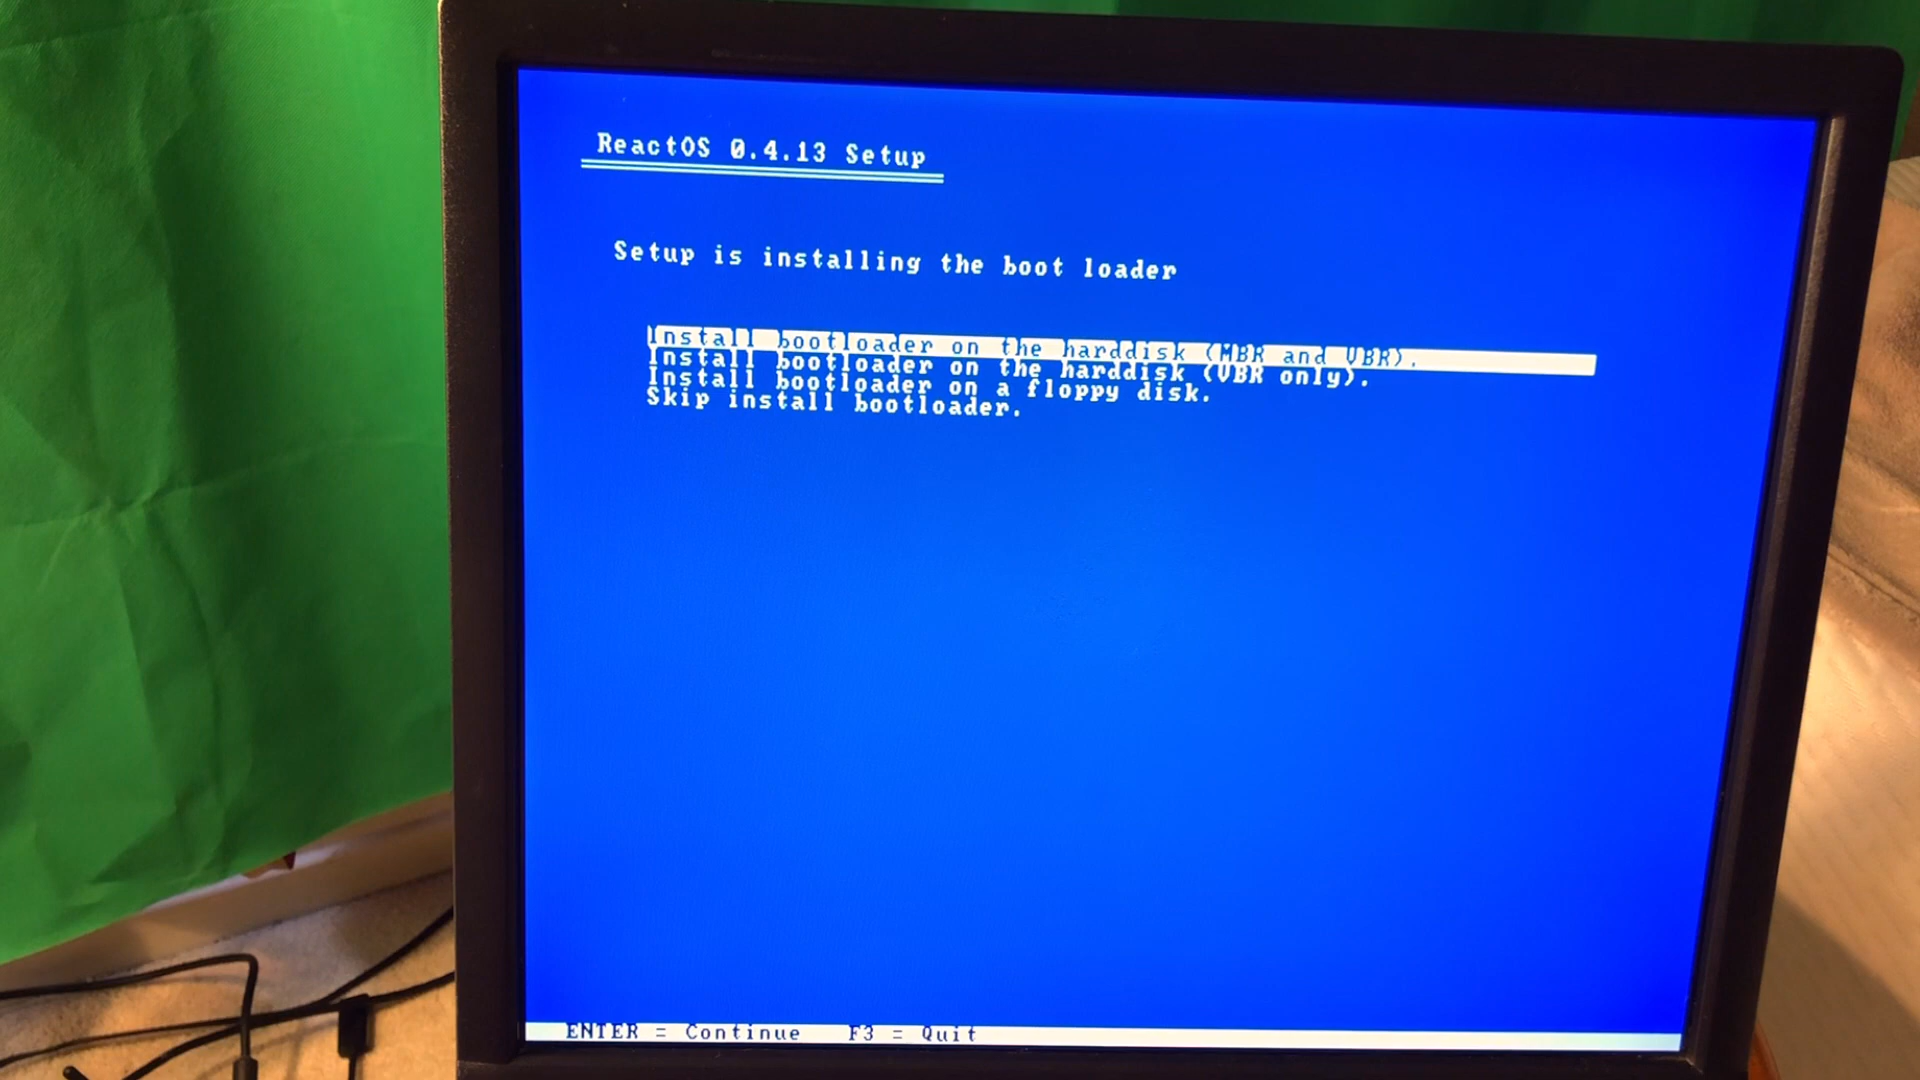 ReactOS 0.4.13 Setup
Setup is installing the boot loader
Install bootloader on the harddisk (MBR and VBR).
Install bootloader on the harddisk (VBR only).
Install bootloader on a floppy disk.
Skip install bootloader.
ENTER = Continue   F3 = Quit